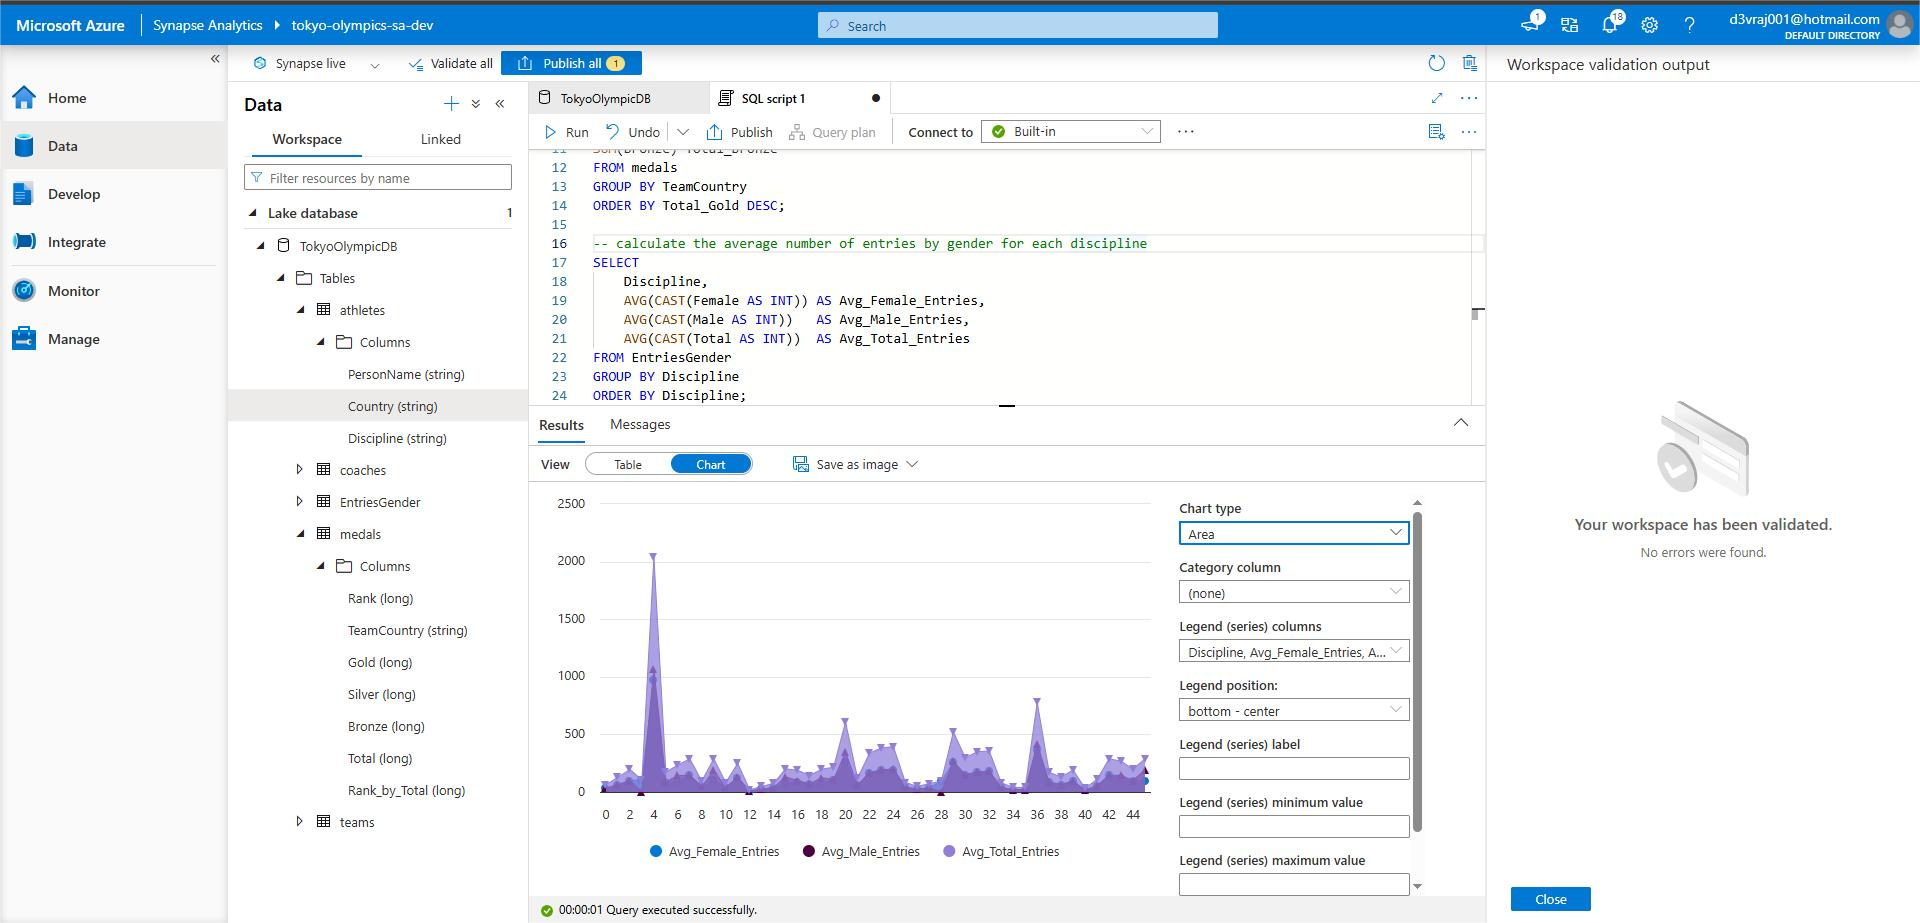 Microsoft Azure
Synapse Analytics
tokyo-olympics-sa-dev
Search
1
18
d3vraj001@hotmail.com
DEFAULT DIRECTORY
Home
Data
Develop
Integrate
Monitor
Manage
Synapse live
Validate all
Publish all
1
Data
Workspace
Linked
Filter resources by name
Lake database
1
TokyoOlympicDB
Tables
athletes
Columns
PersonName (string)
Country (string)
Discipline (string)
coaches
EntriesGender
medals
Columns
Rank (long)
TeamCountry (string)
Gold (long)
Silver (long)
Bronze (long)
Total (long)
Rank_by_Total (long)
teams
TokyoOlympicDB
SQL script 1
Run
Undo
Publish
Query plan
Connect to
Built-in
11 SUM(Bronze) Total_Bronze
12 FROM medals
13 GROUP BY TeamCountry
14 ORDER BY Total_Gold DESC;
15
16 -- calculate the average number of entries by gender for each discipline
17 SELECT
18 Discipline,
19 AVG(CAST(Female AS INT)) AS Avg_Female_Entries,
20 AVG(CAST(Male AS INT)) AS Avg_Male_Entries,
21 AVG(CAST(Total AS INT)) AS Avg_Total_Entries
22 FROM EntriesGender
23 GROUP BY Discipline
24 ORDER BY Discipline;
Results
Messages
View
Table
Chart
Save as image
2500
2000
1500
1000
500
0
0 2 4 6 8 10 12 14 16 18 20 22 24 26 28 30 32 34 36 38 40 42 44
Avg_Female_Entries
Avg_Male_Entries
Avg_Total_Entries
Chart type
Area
Category column
(none)
Legend (series) columns
Discipline, Avg_Female_Entries, A...
Legend position:
bottom - center
Legend (series) label
Legend (series) minimum value
Legend (series) maximum value
00:00:01 Query executed successfully.
Workspace validation output
Your workspace has been validated.
No errors were found.
Close